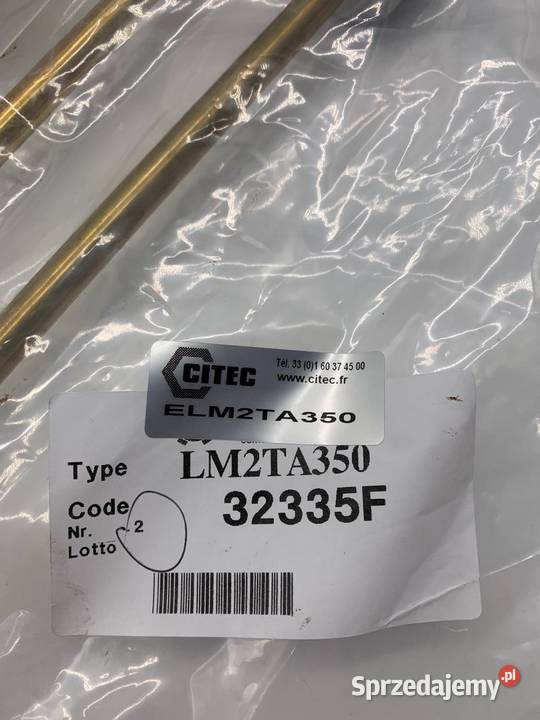 CITEC
Tél. 33 (0)1 60 37 45 00
www.citec.fr
ELM2TA350
Type LM2TA350
Code 32335F
Nr. 2
Lotto
Sprzedajemy.pl